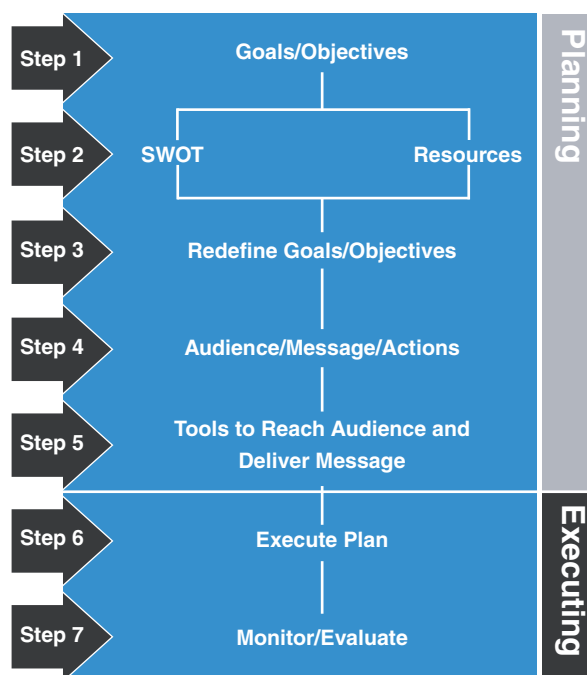 Step 1
Goals/Objectives
Step 2
SWOT
Resources
Step 3
Redefine Goals/Objectives
Step 4
Audience/Message/Actions
Step 5
Tools to Reach Audience and
Deliver Message
Planning
Step 6
Execute Plan
Step 7
Monitor/Evaluate
Executing